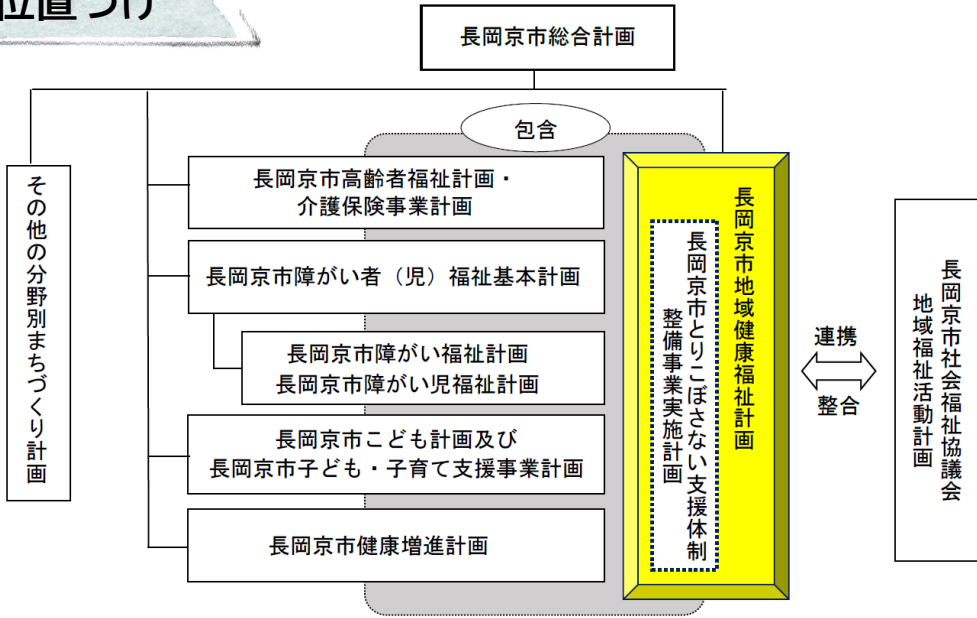 位置づけ
長岡京市総合計画
包含
その他の分野別まちづくり計画
長岡京市高齢者福祉計画・
介護保険事業計画
長岡京市障がい者（児）福祉基本計画
長岡京市障がい福祉計画
長岡京市障がい児福祉計画
長岡京市こども計画及び
長岡京市子ども・子育て支援事業計画
長岡京市健康増進計画
長岡京市地域健康福祉計画
長岡京市とりこぼさない支援体制
整備事業実施計画
連携
整合
長岡京市社会福祉協議会
地域福祉活動計画